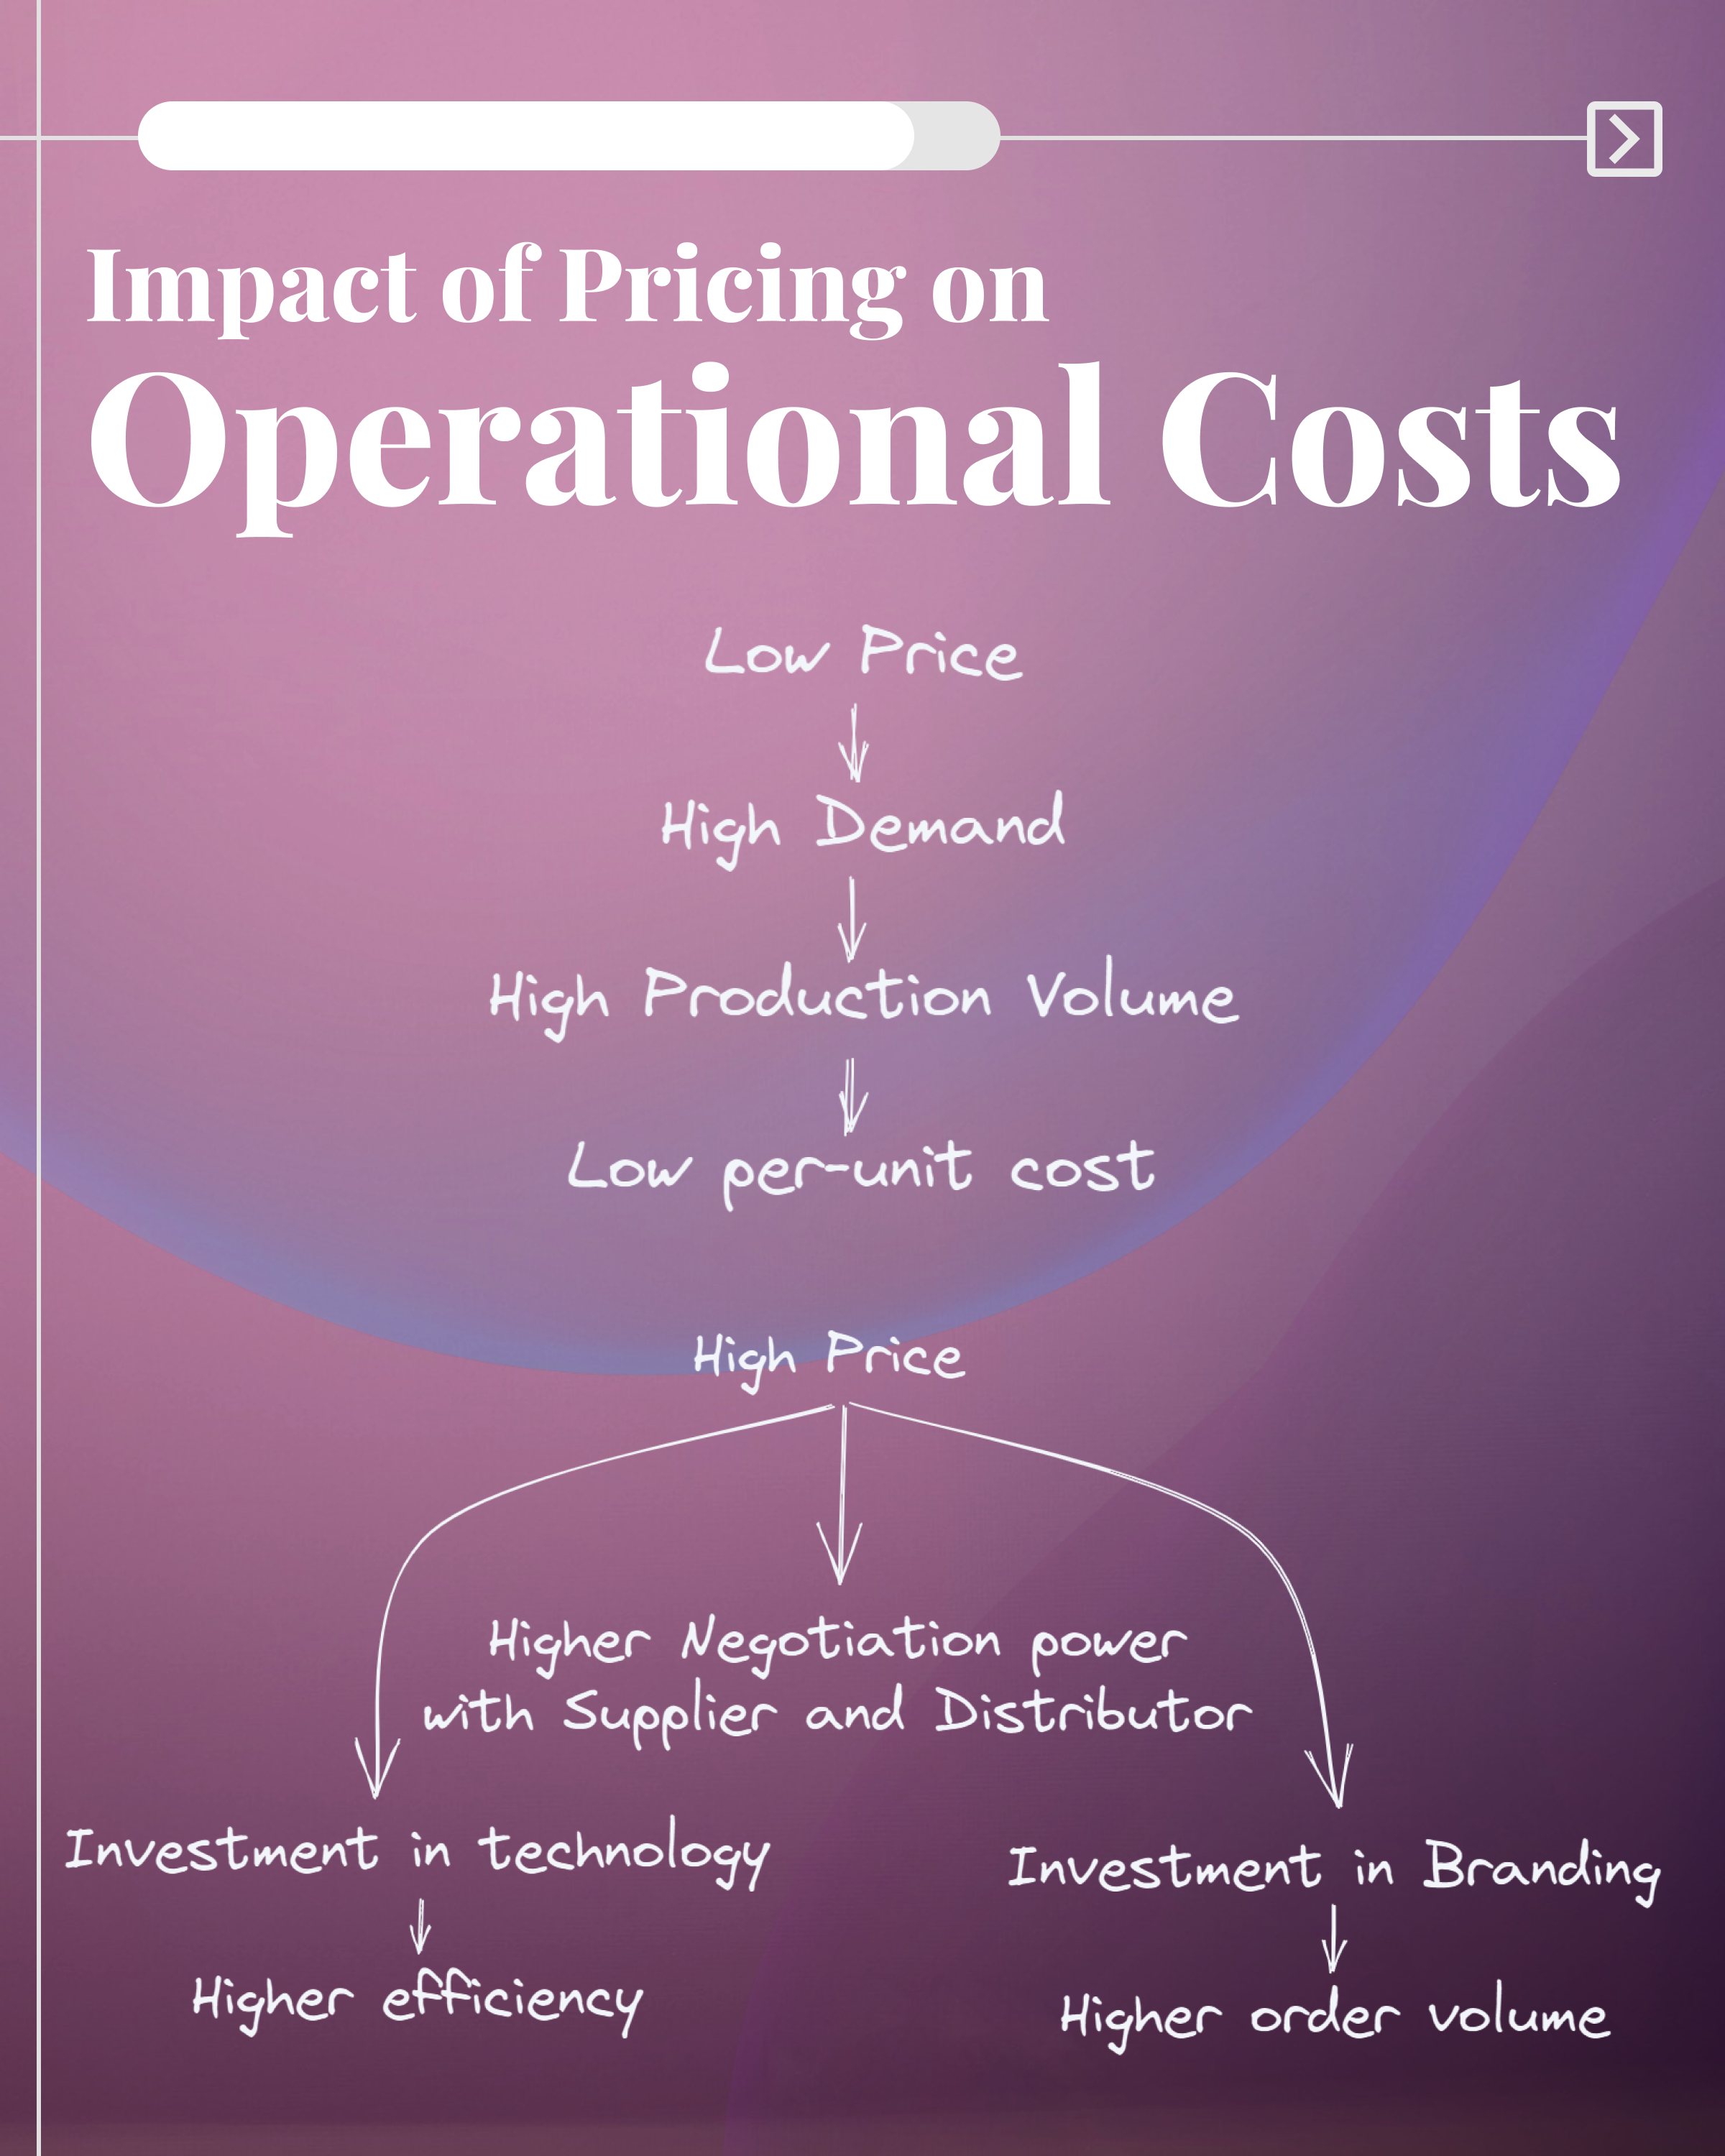 Impact of Pricing on
Operational Costs
Low Price
High Demand
High Production Volume
Low per-unit cost
High Price
Higher Negotiation power
with Supplier and Distributor
Investment in technology
Higher efficiency
Investment in Branding
Higher order volume